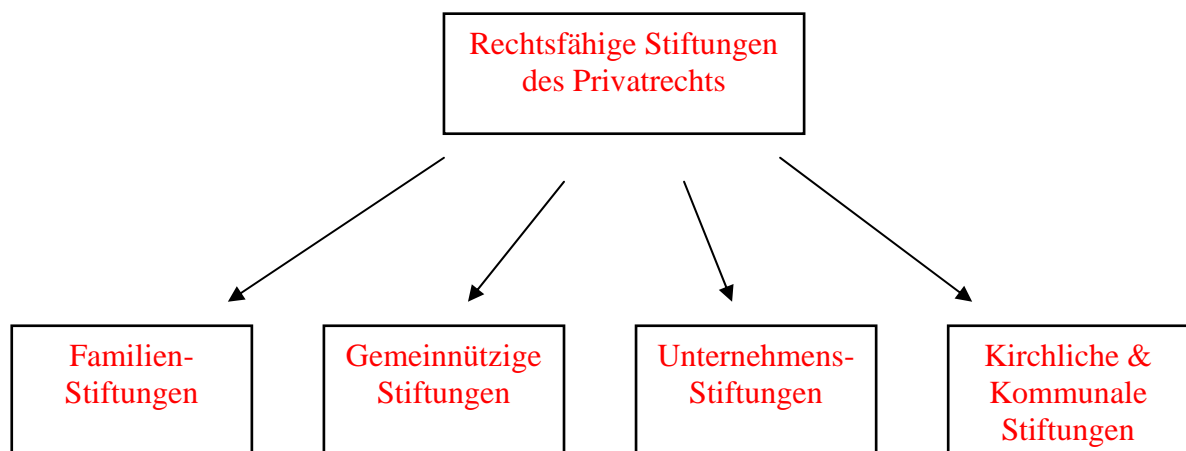 Rechtsfähige Stiftungen
des Privatrechts
Familien-
Stiftungen
Gemeinnützige
Stiftungen
Unternehmens-
Stiftungen
Kirchliche &
Kommunale
Stiftungen